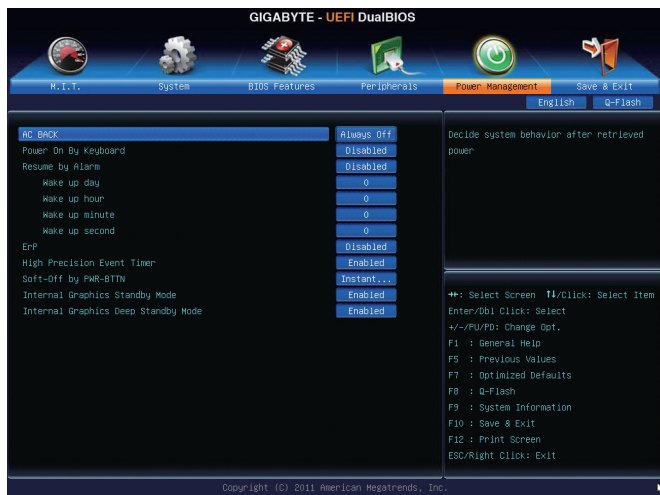 GIGABYTE - UEFI DualBIOS
M.I.T.
System
BIOS Features
Peripherals
Power Management
Save & Exit
English
Q-Flash
AC BACK Always Off
Power On By Keyboard Disabled
Resume by Alarm Disabled
Wake up day 0
Wake up hour 0
Wake up minute 0
Wake up second 0
ErP Disabled
High Precision Event Timer Enabled
Soft-Off by PWR-BTTN Instant...
Internal Graphics Standby Mode Enabled
Internal Graphics Deep Standby Mode Enabled
Decide system behavior after retrieved
power
→←: Select Screen ↑↓/Click: Select Item
Enter/Dbl Click: Select
+/-/PU/PD: Change Opt.
F1 : General Help
F5 : Previous Values
F7 : Optimized Defaults
F8 : Q-Flash
F9 : System Information
F10 : Save & Exit
F12 : Print Screen
ESC/Right Click: Exit
Copyright (C) 2011 American Megatrends, Inc.